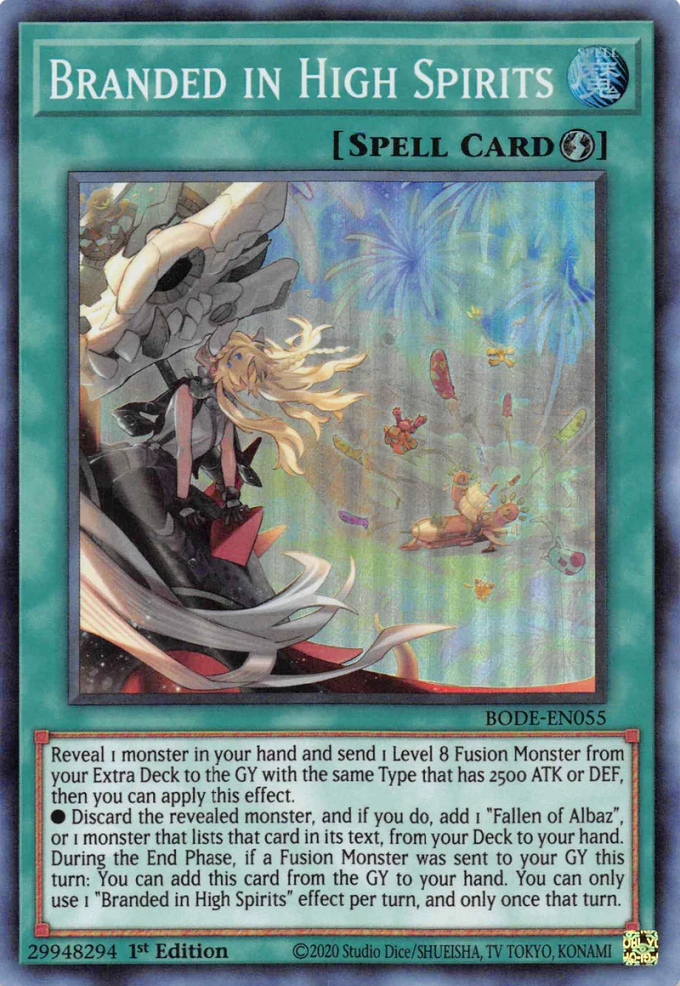 BRANDED IN HIGH SPIRITS
SPELL
[SPELL CARD]
BODE-EN055
Reveal 1 monster in your hand and send 1 Level 8 Fusion Monster from
your Extra Deck to the GY with the same Type that has 2500 ATK or DEF,
then you can apply this effect.
● Discard the revealed monster, and if you do, add 1 "Fallen of Albaz",
or 1 monster that lists that card in its text, from your Deck to your hand.
During the End Phase, if a Fusion Monster was sent to your GY this
turn: You can add this card from the GY to your hand. You can only
use 1 "Branded in High Spirits" effect per turn, and only once that turn.
29948294 1st Edition ©2020 Studio Dice/SHUEISHA, TV TOKYO, KONAMI